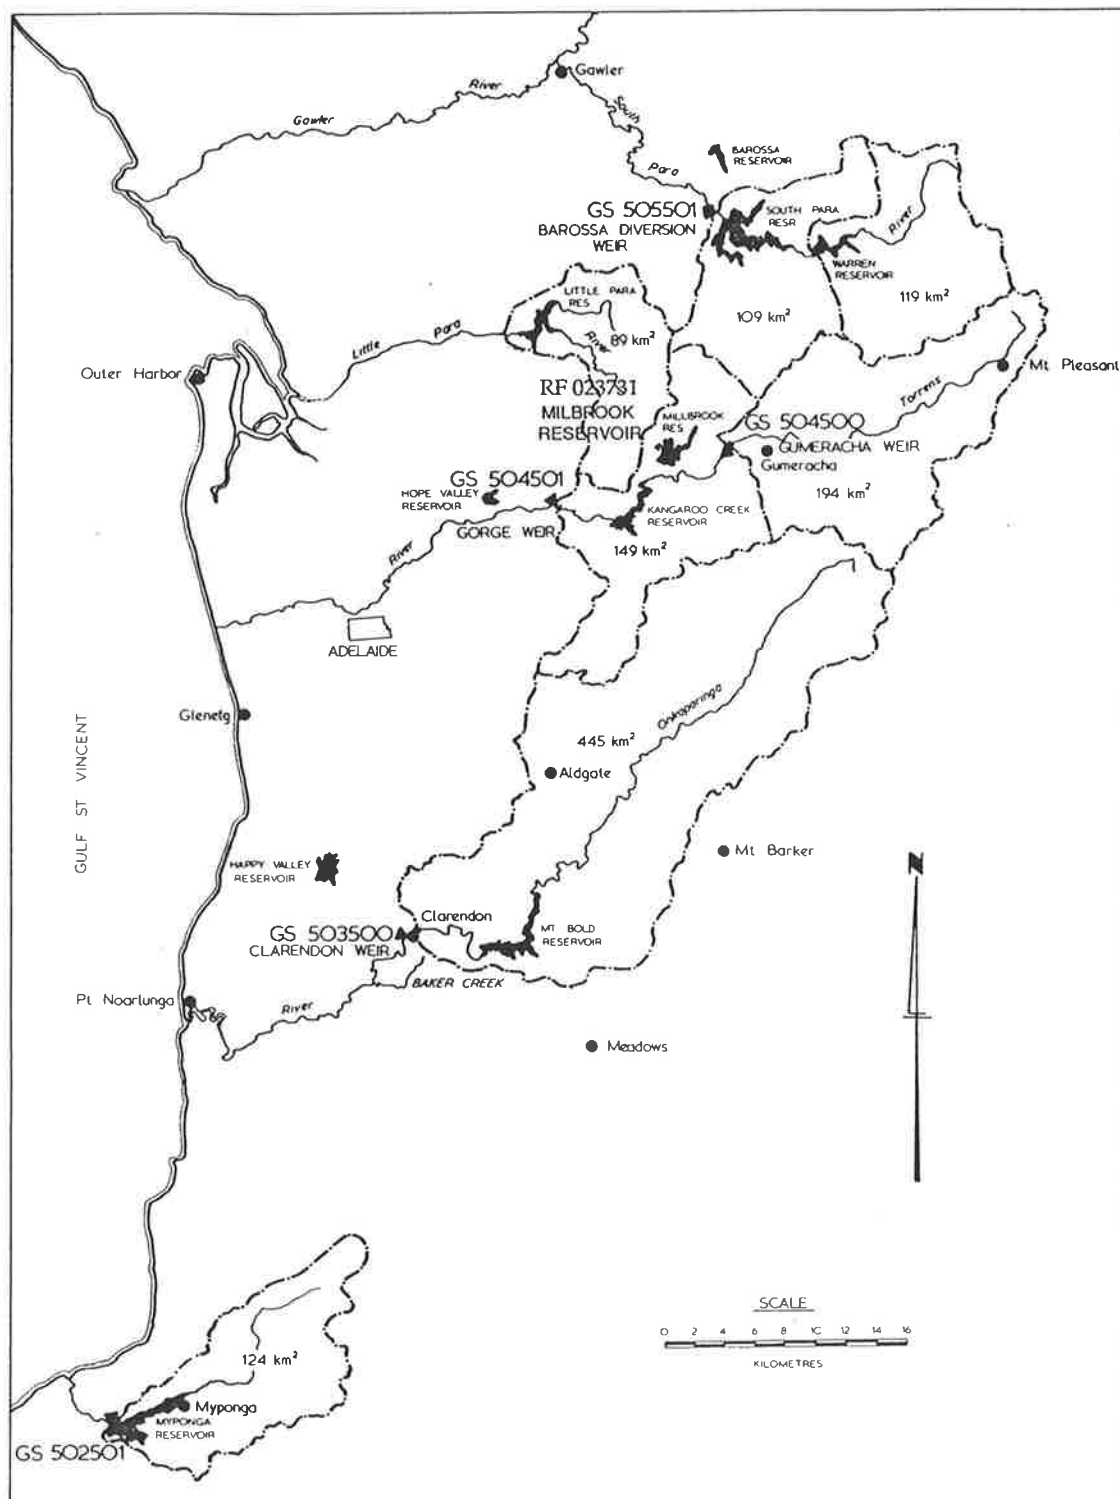 Gawler
River
Gawler
South
Para
BAROSSA
RESERVOIR
GS 505501
BAROSSA DIVERSION
WEIR
SOUTH PARA
RESR
River
WARREN
RESERVOIR
119 km²
109 km²
LITTLE PARA
RES
River
89 km²
Little
Para
Outer Harbor
Mt Pleasant
Torrens
RF 023731
MILBROOK
RESERVOIR
MILLBROOK
RES
GS 504500
GUMERACHA WEIR
Gumeracha
194 km²
GS 504501
HOPE VALLEY
RESERVOIR
GORGE WEIR
KANGAROO CREEK
RESERVOIR
149 km²
River
ADELAIDE
Onkaparinga
Glenelg
GULF ST VINCENT
445 km²
Aldgate
Mt Barker
HAPPY VALLEY
RESERVOIR
N
Clarendon
GS 503500
CLARENDON WEIR
MT BOLD
RESERVOIR
BAKER CREEK
Pt Noarlunga
River
Meadows
SCALE
0 2 4 6 8 10 12 14 16
KILOMETRES
124 km²
Myponga
MYPONGA
RESERVOIR
GS 502501